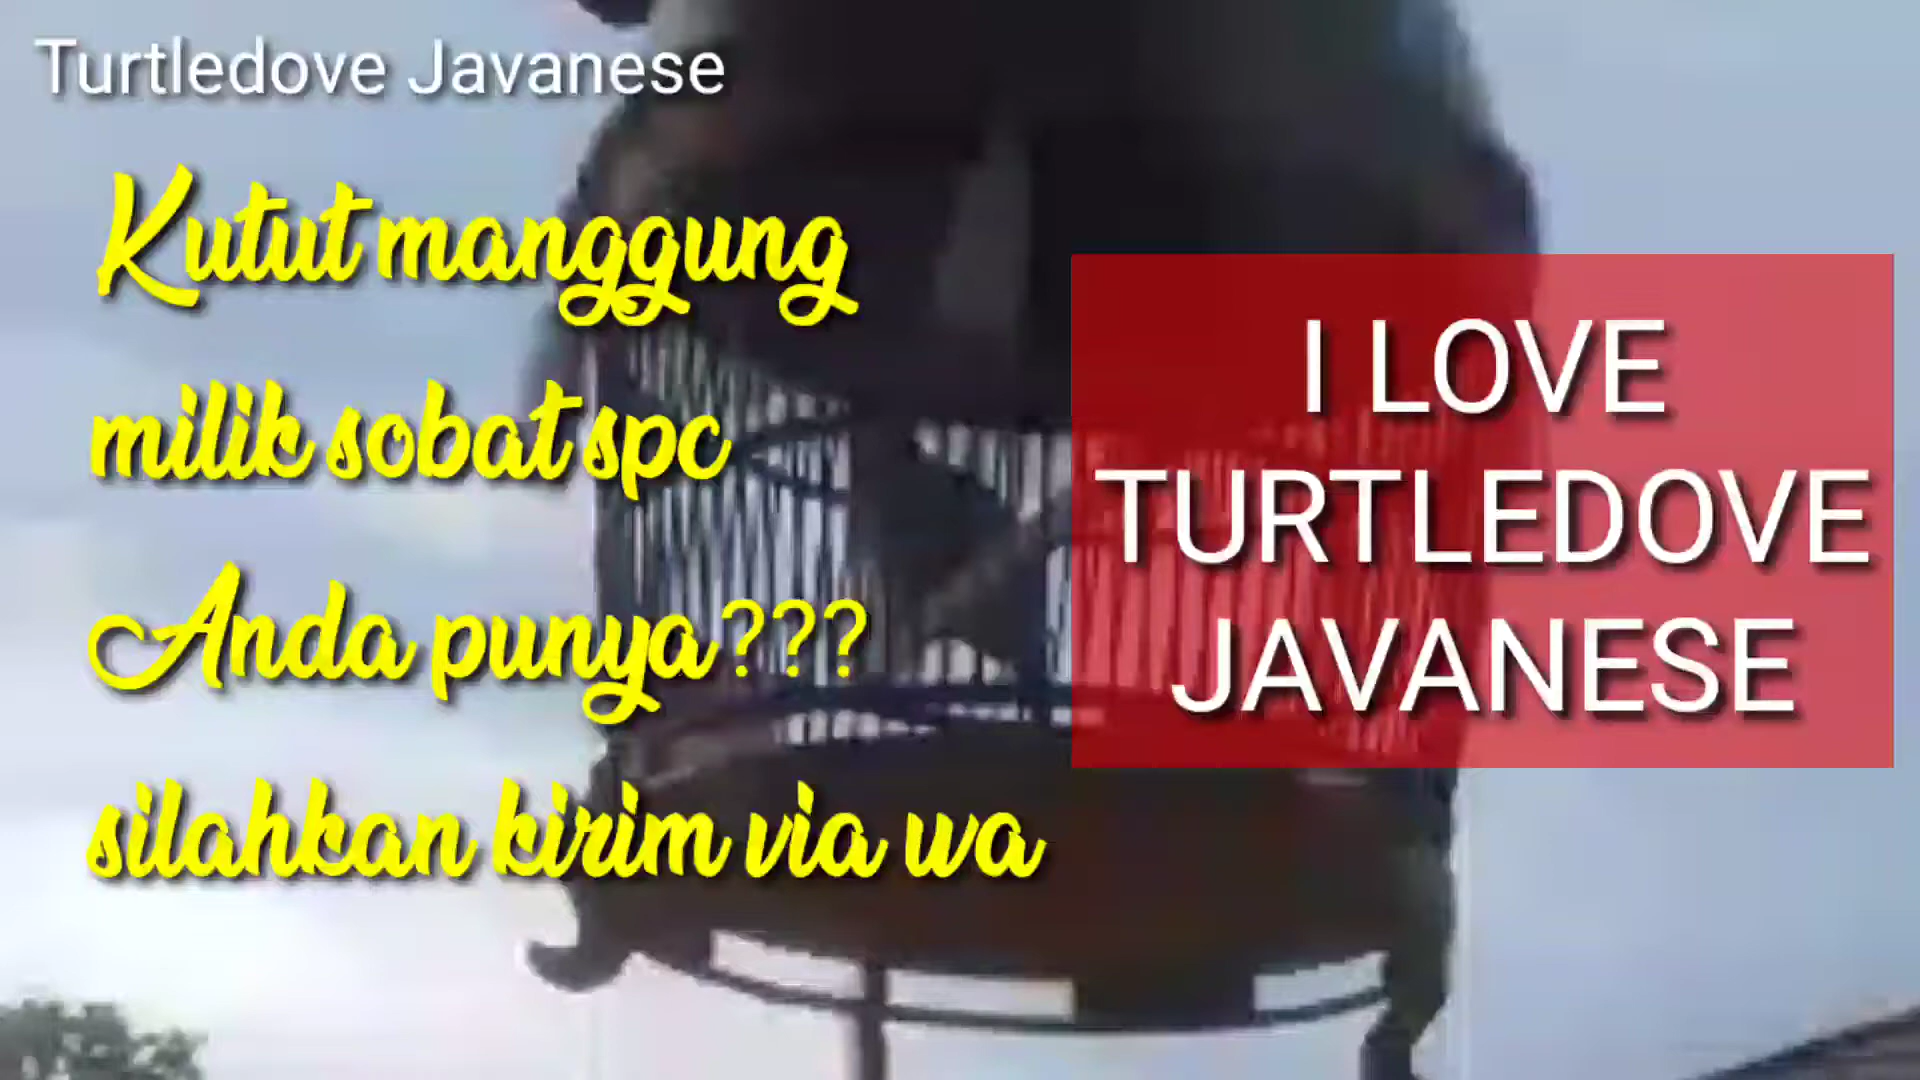 Turtledove Javanese
Kutut manggung
milik sobat spc
Anda punya???
silahkan kirim via wa
I LOVE
TURTLEDOVE
JAVANESE